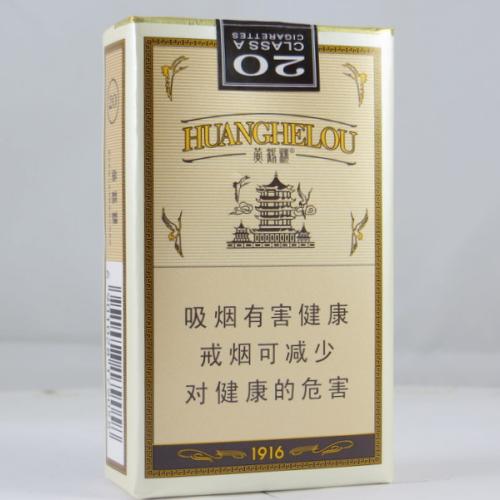 20
CLASS A
CIGARETTES
HUANGHELOU
黄鹤楼®
吸烟有害健康
戒烟可减少
对健康的危害
1916